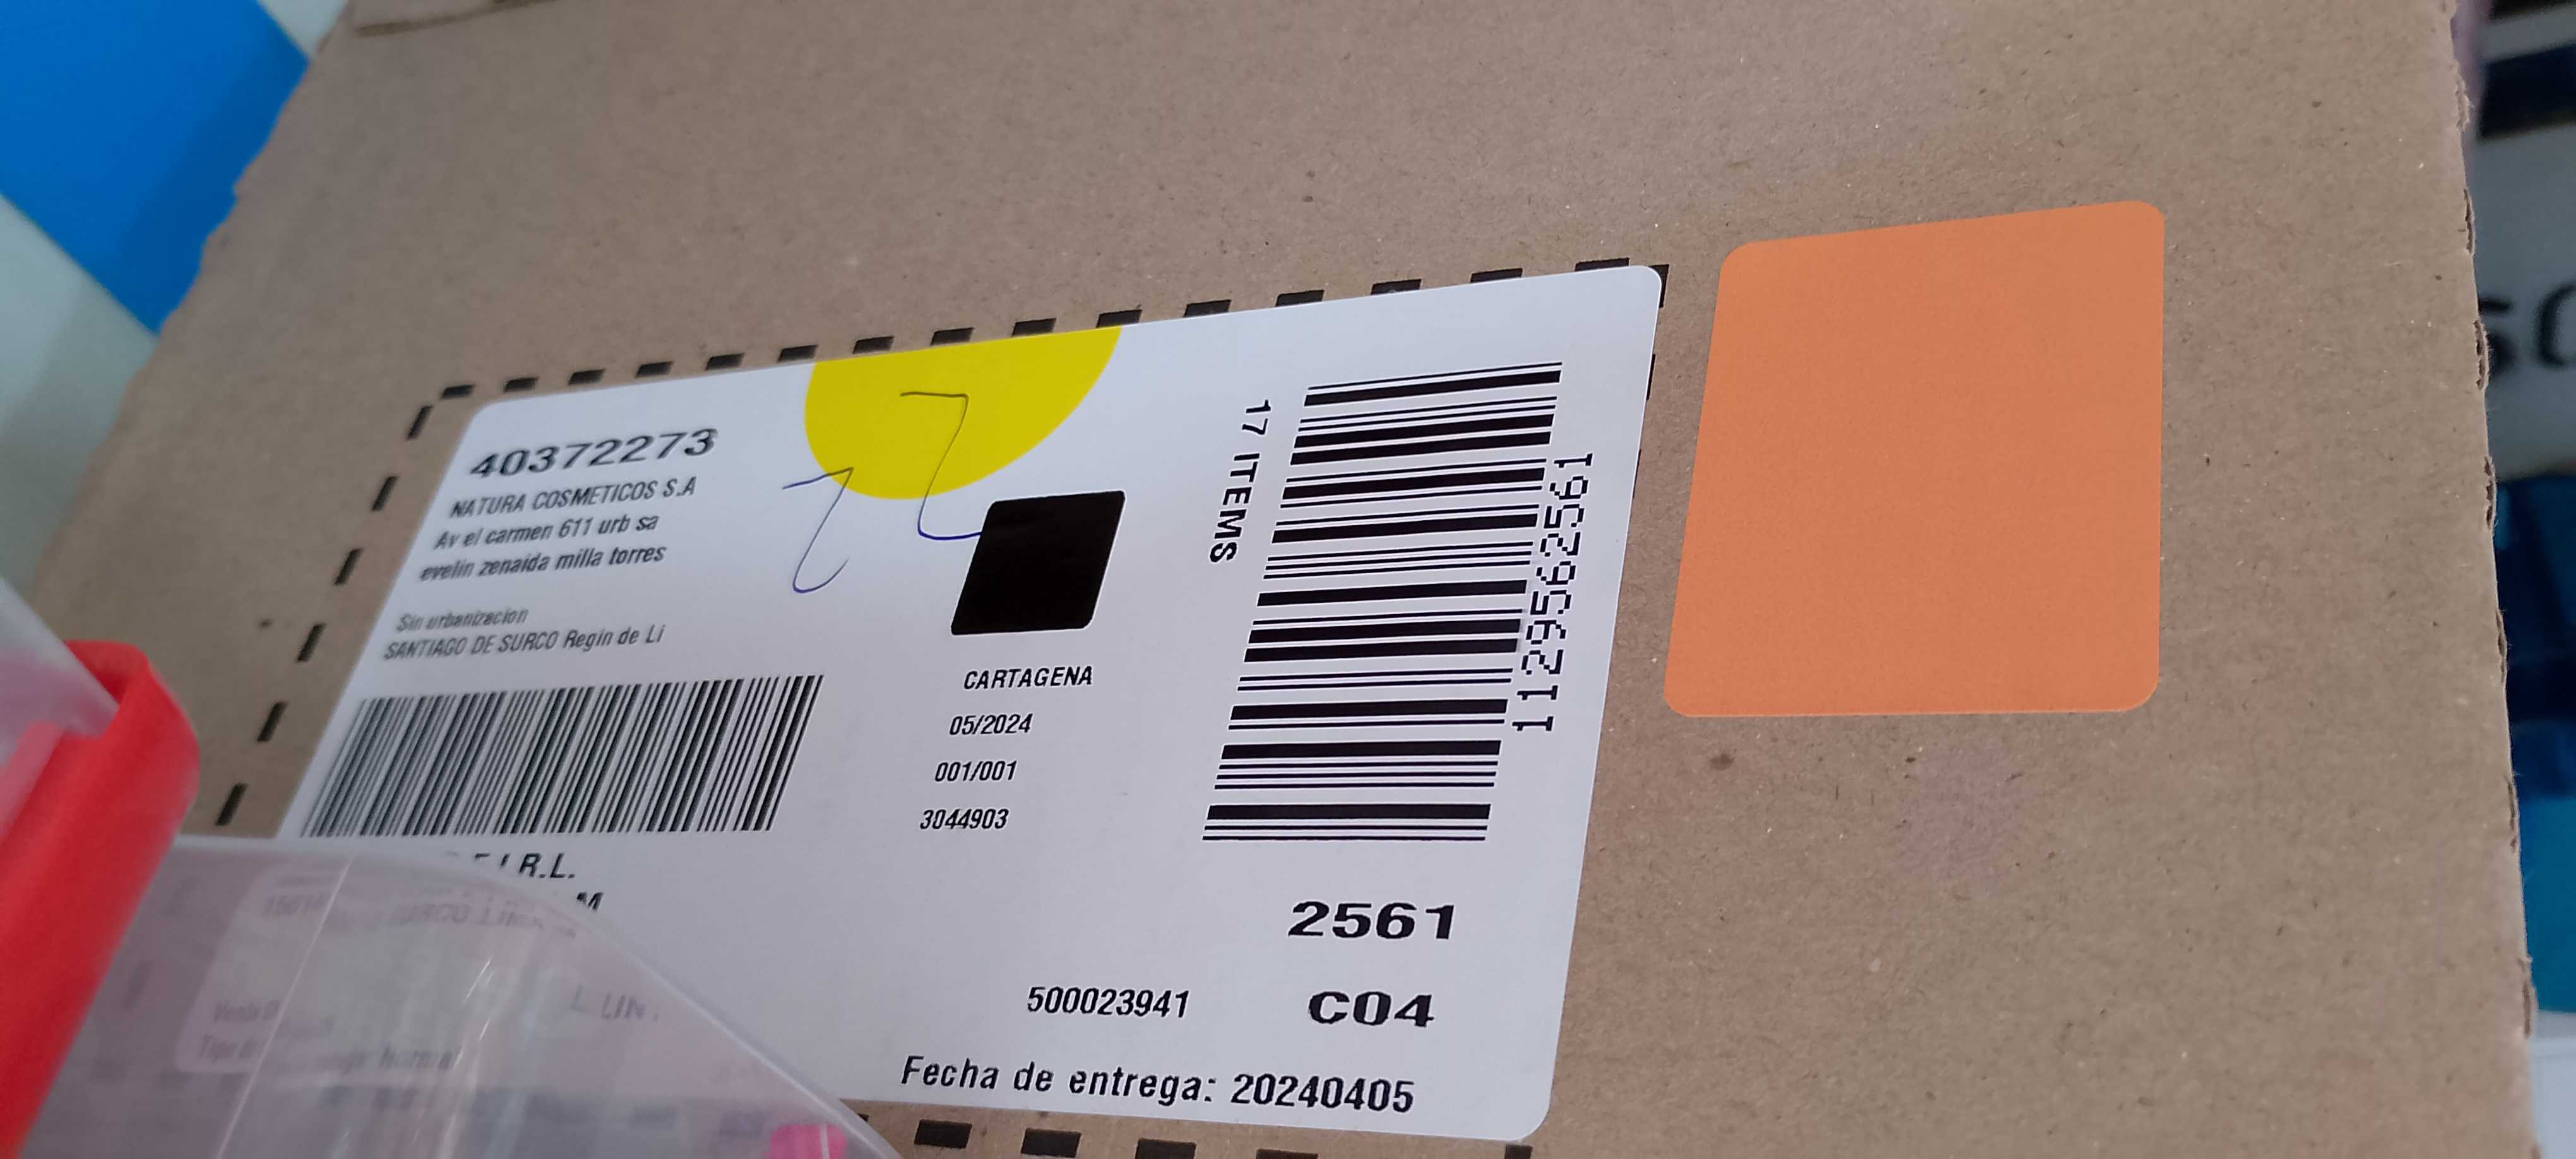 40372273
NATURA COSMETICOS S.A
Av el carmen 611 urb sa
evelin zenaida milla torres
Sin urbanizacion
SANTIAGO DE SURCO Regin de Li
R.L.
M
CARTAGENA
05/2024
001/001
3044903
17 ITEMS
1129562561
2561
500023941
C04
Fecha de entrega: 20240405